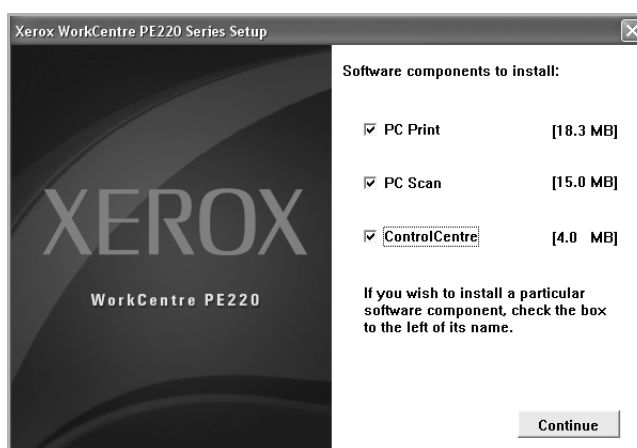 Xerox WorkCentre PE220 Series Setup
XEROX
WorkCentre PE220
Software components to install:
PC Print [18.3 MB]
PC Scan [15.0 MB]
ControlCentre [4.0 MB]
If you wish to install a particular
software component, check the box
to the left of its name.
Continue